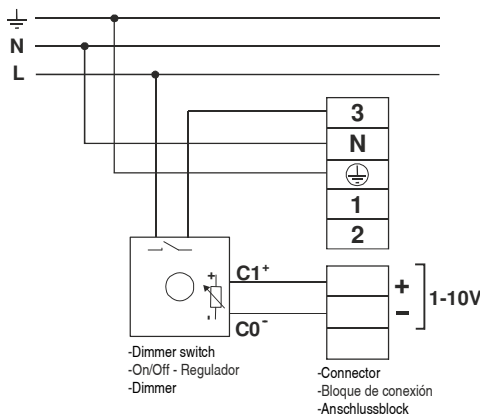 N
L
3
N
1
2
C1+
+
-
C0-
+
−
1-10V
-Dimmer switch
-On/Off - Regulador
-Dimmer
-Connector
-Bloque de conexión
-Anschlussblock